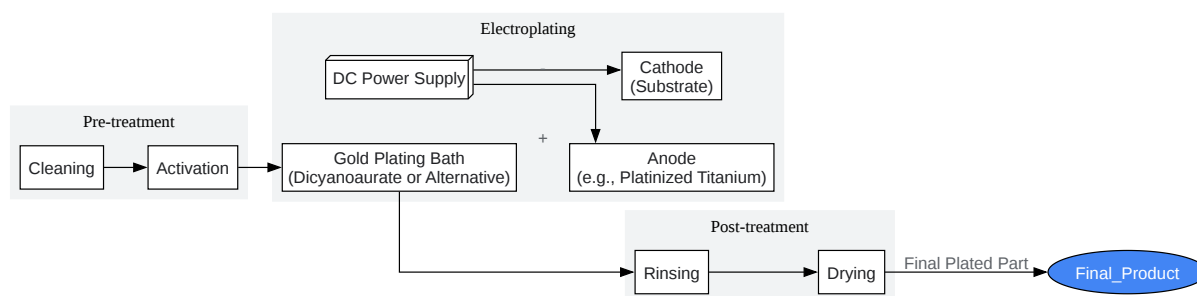 Electroplating
DC Power Supply
-
Cathode
(Substrate)
Pre-treatment
Cleaning
Activation
+
Gold Plating Bath
(Dicyanoaurate or Alternative)
Anode
(e.g., Platinized Titanium)
Post-treatment
Rinsing
Drying
Final Plated Part
Final_Product